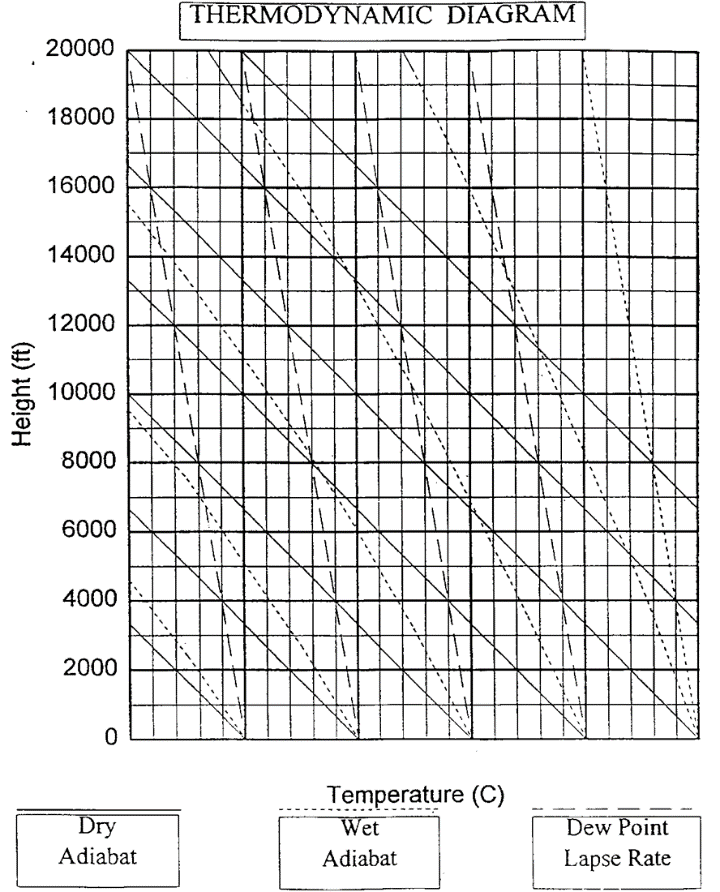 THERMODYNAMIC DIAGRAM
20000
18000
16000
14000
12000
10000
8000
6000
4000
2000
0
Height (ft)
Temperature (C)
Dry
Adiabat
Wet
Adiabat
Dew Point
Lapse Rate